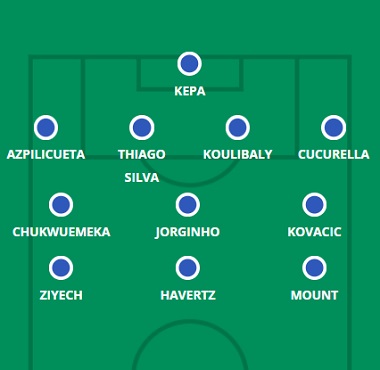 KEPA
AZPILICUETA THIAGO KOULIBALY CUCURELLA
SILVA
CHUKWUEMEKA JORGINHO KOVACIC
ZIYECH HAVERTZ MOUNT